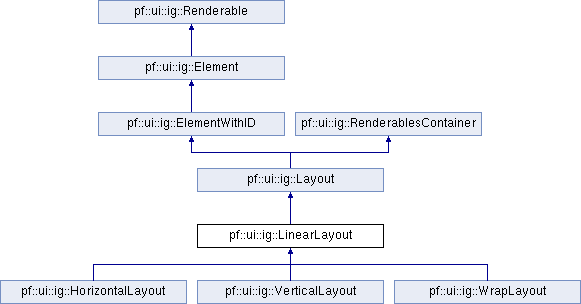 pf::ui::ig::Renderable
pf::ui::ig::Element
pf::ui::ig::ElementWithID
pf::ui::ig::RenderablesContainer
pf::ui::ig::Layout
pf::ui::ig::LinearLayout
pf::ui::ig::HorizontalLayout
pf::ui::ig::VerticalLayout
pf::ui::ig::WrapLayout